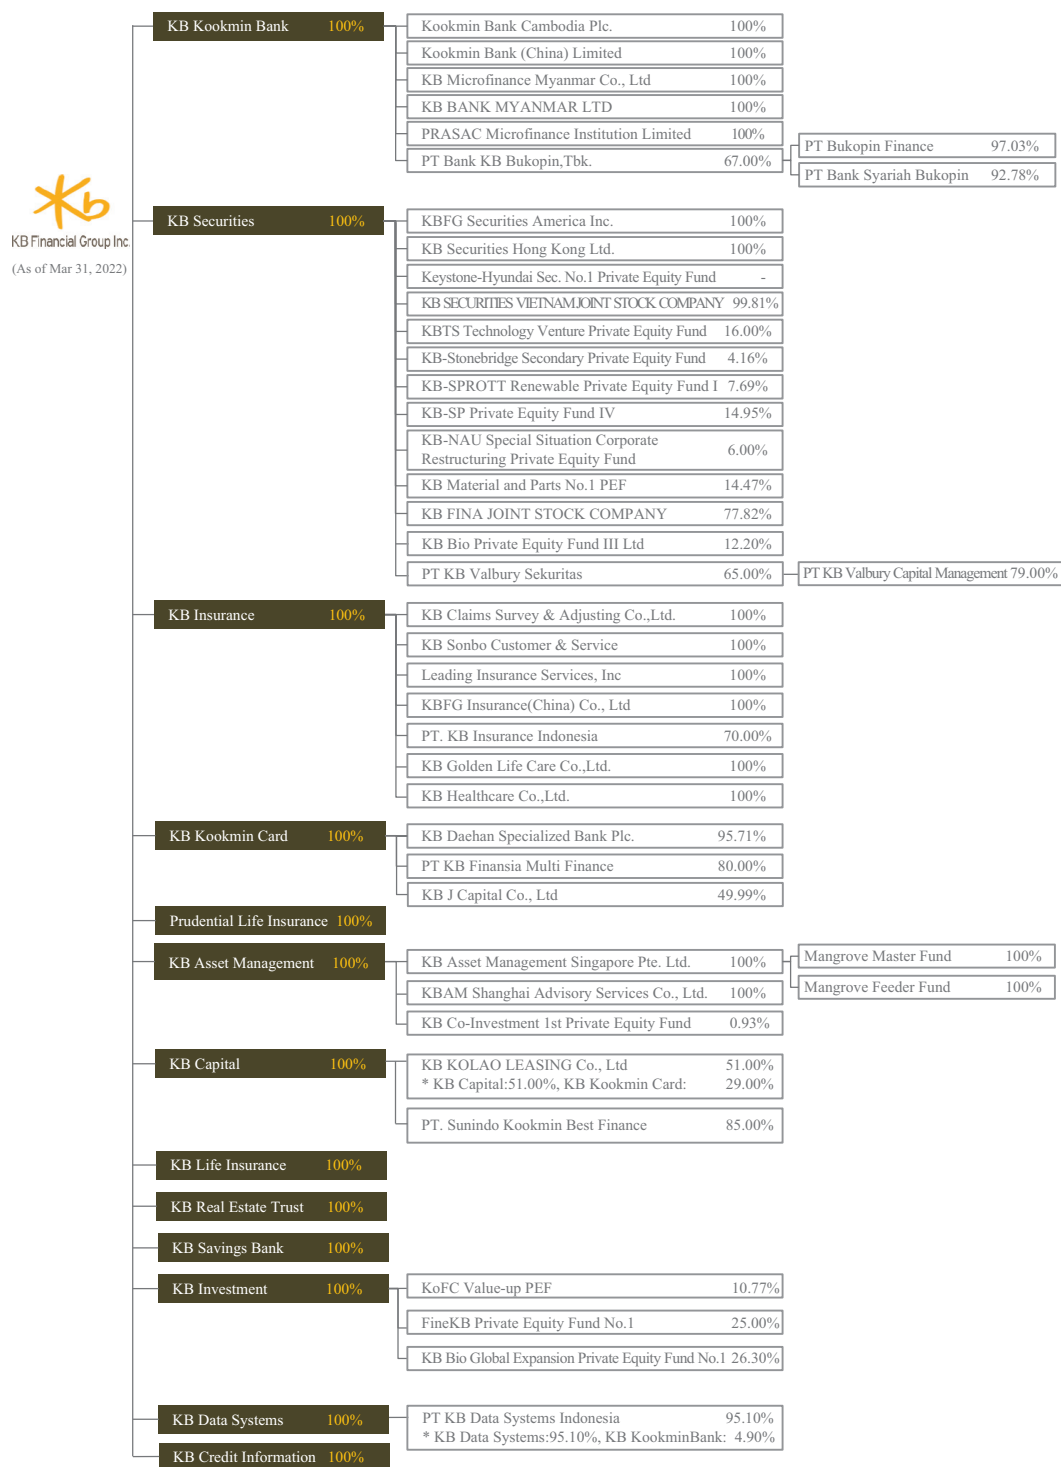 KB Kookmin Bank 100%
Kookmin Bank Cambodia Plc. 100%
Kookmin Bank (China) Limited 100%
KB Microfinance Myanmar Co., Ltd 100%
KB BANK MYANMAR LTD 100%
PRASAC Microfinance Institution Limited 100%
PT Bank KB Bukopin,Tbk. 67.00%
PT Bukopin Finance 97.03%
PT Bank Syariah Bukopin 92.78%
Kb
KB Financial Group Inc.
(As of Mar 31, 2022)
KB Securities 100%
KBFG Securities America Inc. 100%
KB Securities Hong Kong Ltd. 100%
Keystone-Hyundai Sec. No.1 Private Equity Fund -
KB SECURITIES VIETNAM JOINT STOCK COMPANY 99.81%
KBTS Technology Venture Private Equity Fund 16.00%
KB-Stonebridge Secondary Private Equity Fund 4.16%
KB-SPROTT Renewable Private Equity Fund I 7.69%
KB-SP Private Equity Fund IV 14.95%
KB-NAU Special Situation Corporate
Restructuring Private Equity Fund 6.00%
KB Material and Parts No.1 PEF 14.47%
KB FINA JOINT STOCK COMPANY 77.82%
KB Bio Private Equity Fund III Ltd 12.20%
PT KB Valbury Sekuritas 65.00%
PT KB Valbury Capital Management 79.00%
KB Insurance 100%
KB Claims Survey & Adjusting Co.,Ltd. 100%
KB Sonbo Customer & Service 100%
Leading Insurance Services, Inc 100%
KBFG Insurance(China) Co., Ltd 100%
PT. KB Insurance Indonesia 70.00%
KB Golden Life Care Co.,Ltd. 100%
KB Healthcare Co.,Ltd. 100%
KB Kookmin Card 100%
KB Daehan Specialized Bank Plc. 95.71%
PT KB Finansia Multi Finance 80.00%
KB J Capital Co., Ltd 49.99%
Prudential Life Insurance 100%
KB Asset Management 100%
KB Asset Management Singapore Pte. Ltd. 100%
Mangrove Master Fund 100%
Mangrove Feeder Fund 100%
KBAM Shanghai Advisory Services Co., Ltd. 100%
KB Co-Investment 1st Private Equity Fund 0.93%
KB Capital 100%
KB KOLAO LEASING Co., Ltd 51.00%
* KB Capital:51.00%, KB Kookmin Card: 29.00%
PT. Sunindo Kookmin Best Finance 85.00%
KB Life Insurance 100%
KB Real Estate Trust 100%
KB Savings Bank 100%
KB Investment 100%
KoFC Value-up PEF 10.77%
FineKB Private Equity Fund No.1 25.00%
KB Bio Global Expansion Private Equity Fund No.1 26.30%
KB Data Systems 100%
PT KB Data Systems Indonesia 95.10%
* KB Data Systems:95.10%, KB KookminBank: 4.90%
KB Credit Information 100%